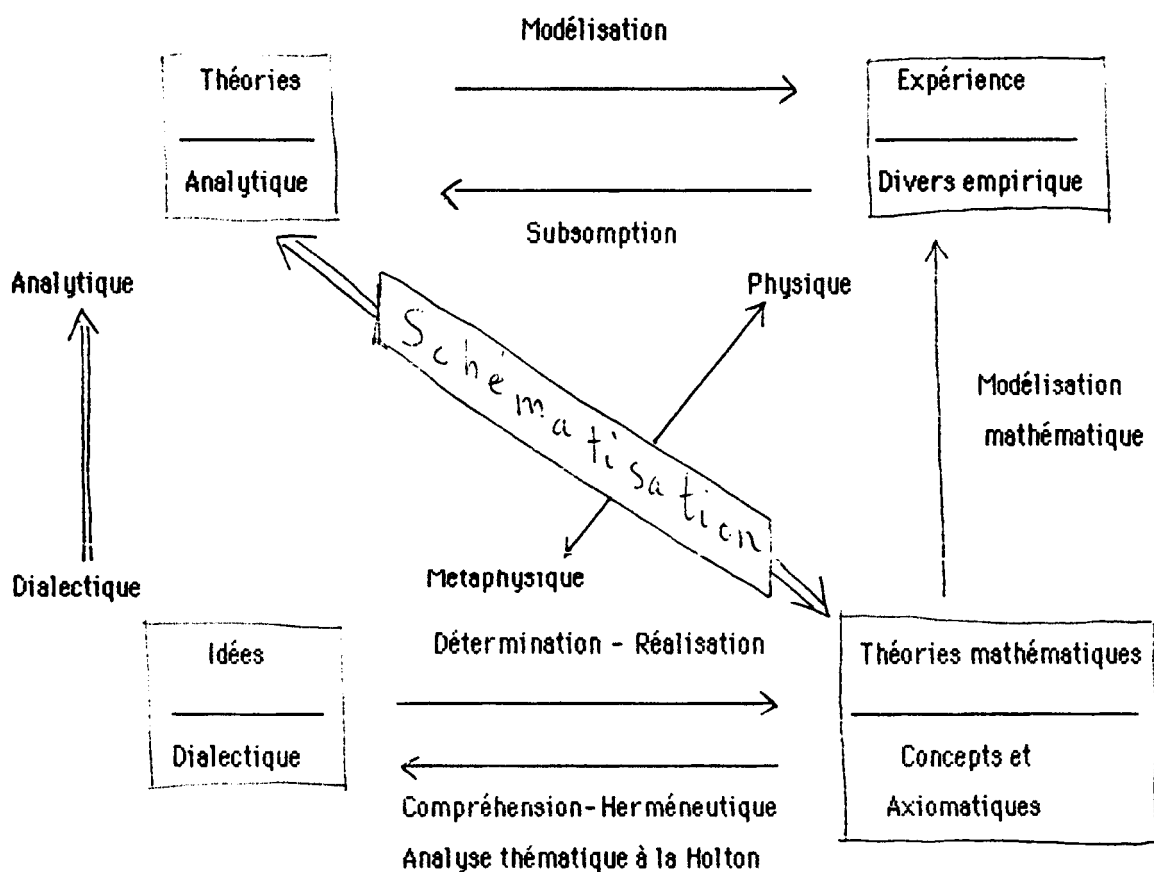 Modélisation
Théories
Expérience
Analytique
Divers empirique
Subsomption
Analytique
Physique
Schématisation
Modélisation
mathématique
Dialectique
Metaphysique
Idées
Détermination - Réalisation
Théories mathématiques
Dialectique
Concepts et
Axiomatiques
Compréhension-Herméneutique
Analyse thématique à la Holton